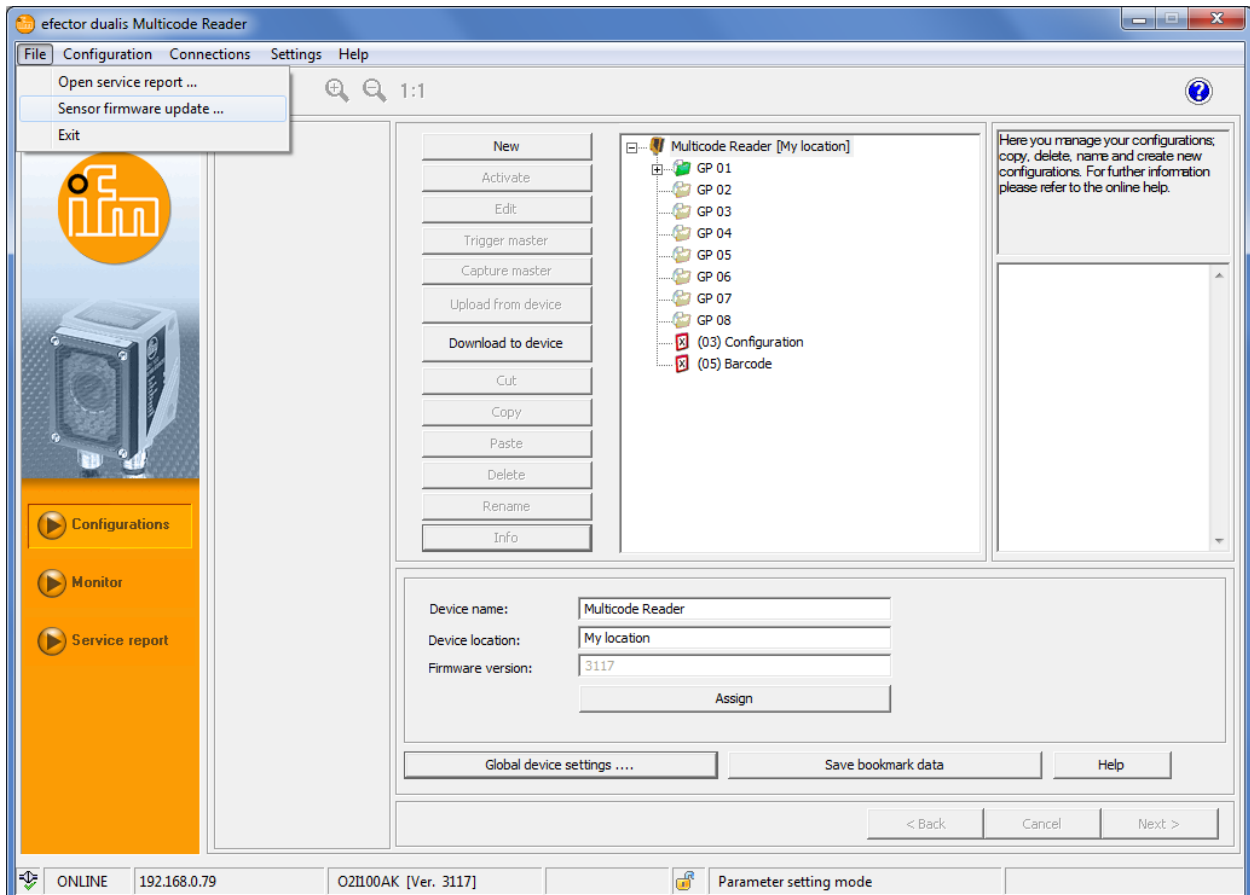 efector dualis Multicode Reader
File Configuration Connections Settings Help
Open service report ...
Sensor firmware update ...
Exit
1:1
ifm
Configurations
Monitor
Service report
New
Activate
Edit
Trigger master
Capture master
Upload from device
Download to device
Cut
Copy
Paste
Delete
Rename
Info
Multicode Reader [My location]
GP 01
GP 02
GP 03
GP 04
GP 05
GP 06
GP 07
GP 08
(03) Configuration
(05) Barcode
Here you manage your configurations;
copy, delete, name and create new
configurations. For further information
please refer to the online help.
Device name: Multicode Reader
Device location: My location
Firmware version: 3117
Assign
Global device settings .... Save bookmark data Help
< Back Cancel Next >
ONLINE 192.168.0.79 O2I100AK [Ver. 3117] Parameter setting mode